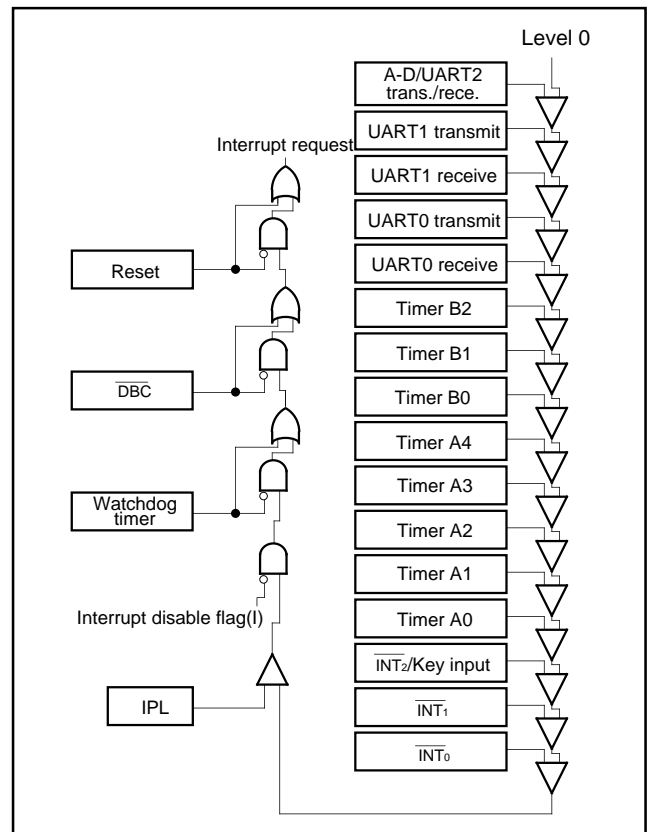 Level 0
A-D/UART2
trans./rece.
UART1 transmit
UART1 receive
UART0 transmit
UART0 receive
Timer B2
Timer B1
Timer B0
Timer A4
Timer A3
Timer A2
Timer A1
Timer A0
INT2/Key input
INT1
INT0
Interrupt request
Reset
DBC
Watchdog
timer
Interrupt disable flag(I)
IPL